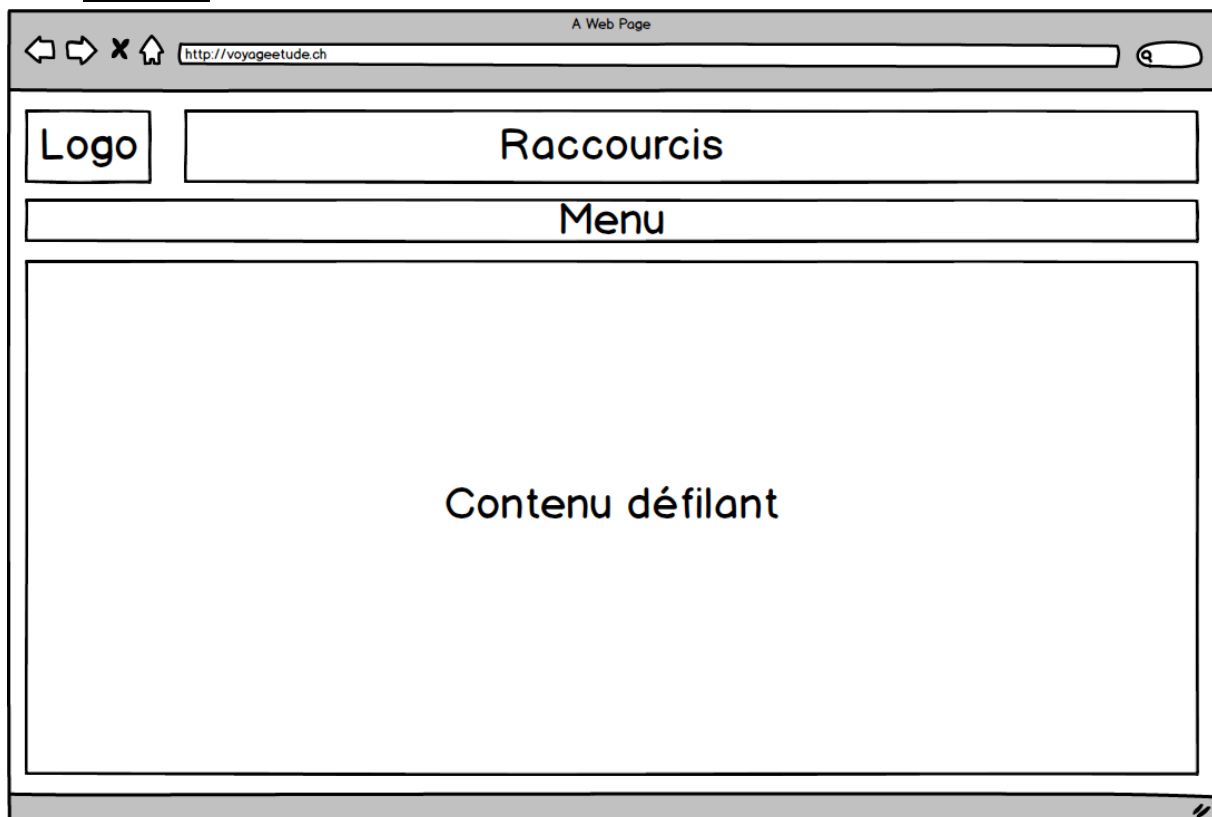 A Web Page
http://voyageetude.ch
Logo
Raccourcis
Menu
Contenu défilant